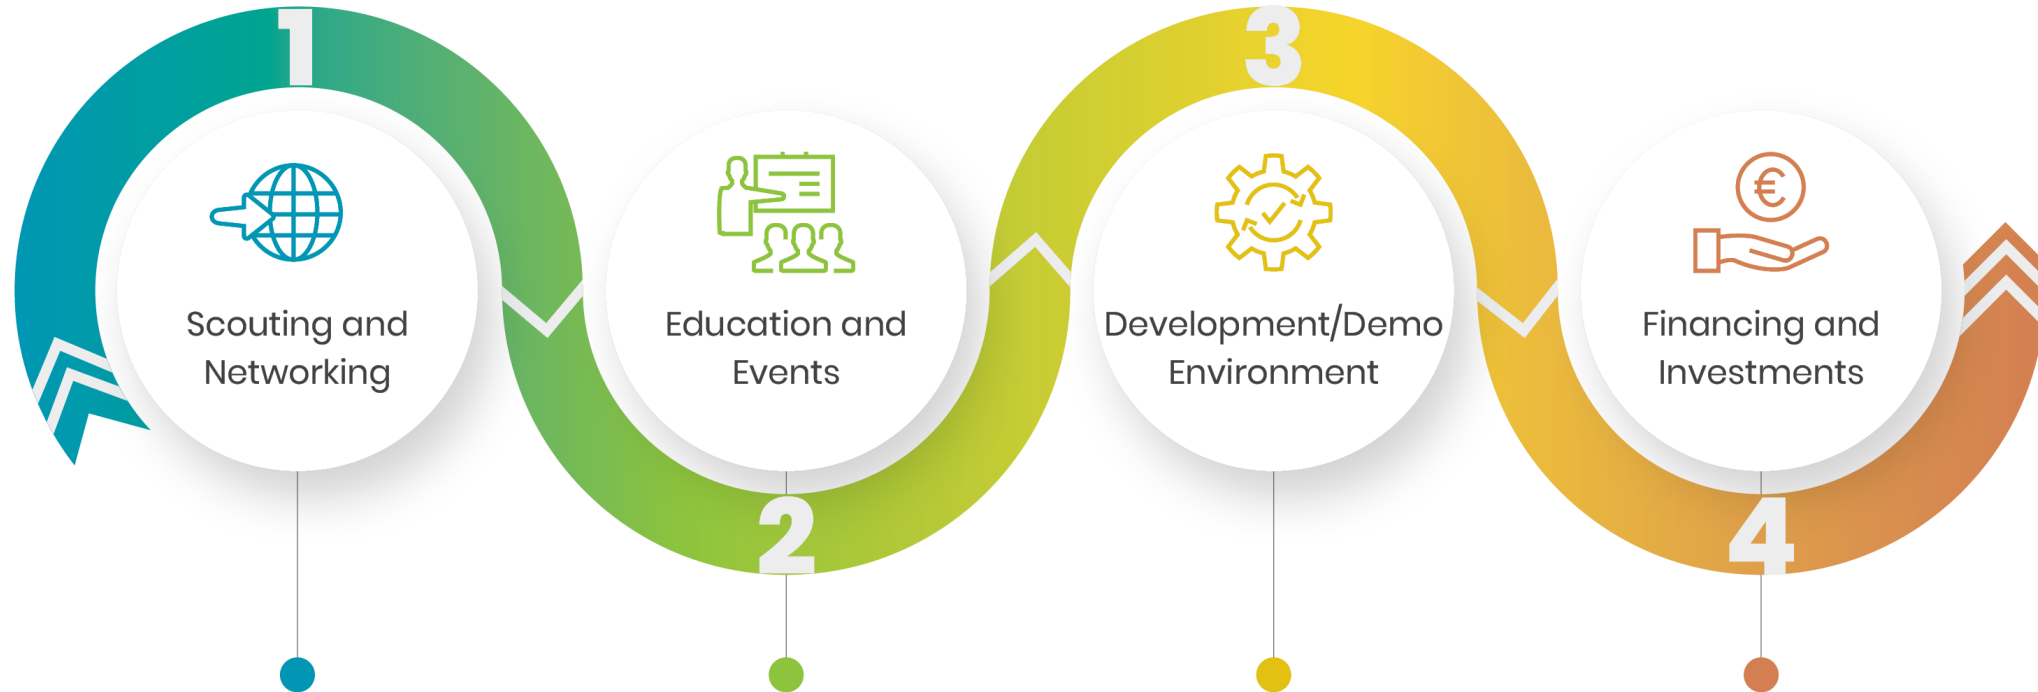 1
Scouting and
Networking
2
Education and
Events
3
Development/Demo
Environment
4
€
Financing and
Investments